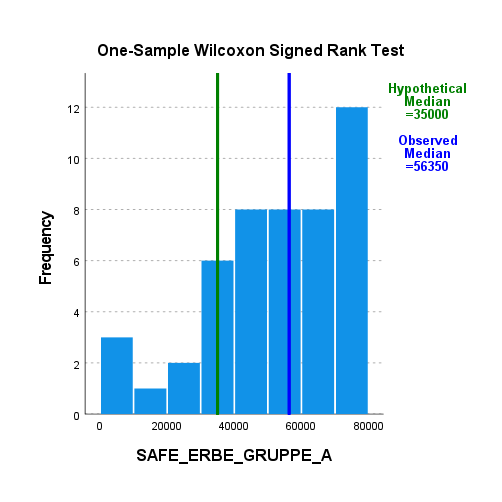 One-Sample Wilcoxon Signed Rank Test
Hypothetical
Median
=35000
Observed
Median
=56350
Frequency
12
10
8
6
4
2
0
0 20000 40000 60000 80000
SAFE_ERBE_GRUPPE_A